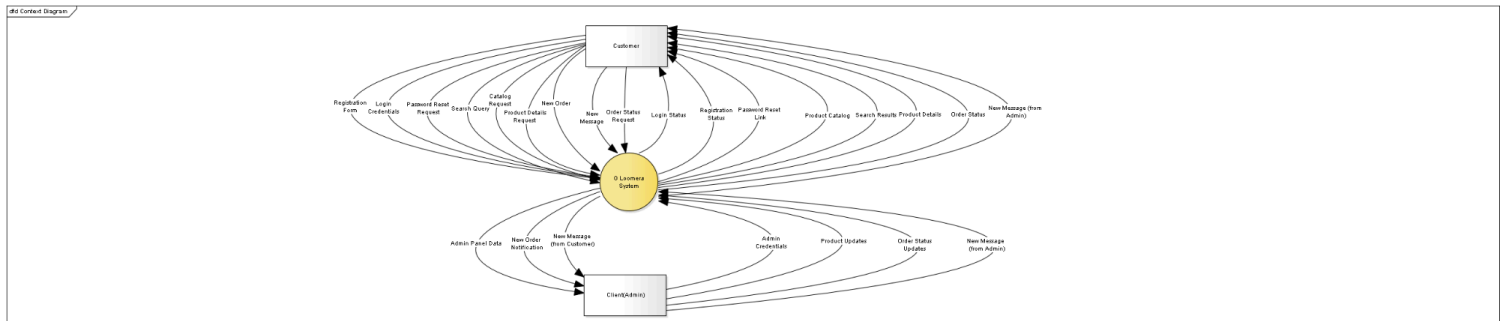 dfd Context Diagram
Customer
Registration
Form
Login
Credentials
Password Reset
Request
Search Query
Catalog
Request
Product Details
Request
New Order
New
Message
Order Status
Request
Login Status
Registration
Status
Password Reset
Link
Product Catalog
Search Results
Product Details
Order Status
New Message (from
Admin)
0 Loomera
System
Admin Panel Data
New Order
Notification
New Message
(from Customer)
Admin
Credentials
Product Updates
Order Status
Updates
New Message
(from Admin)
Client(Admin)